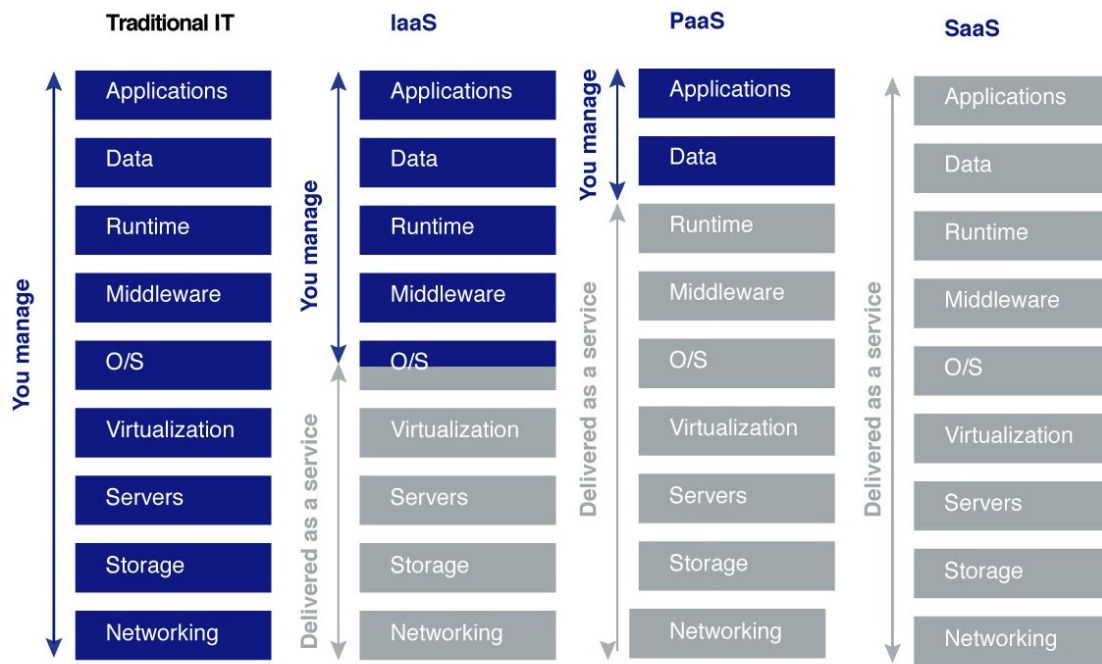 Traditional IT
You manage
Applications
Data
Runtime
Middleware
O/S
Virtualization
Servers
Storage
Networking
IaaS
You manage
Delivered as a service
Applications
Data
Runtime
Middleware
O/S
Virtualization
Servers
Storage
Networking
PaaS
You manage
Delivered as a service
Applications
Data
Runtime
Middleware
O/S
Virtualization
Servers
Storage
Networking
SaaS
Delivered as a service
Applications
Data
Runtime
Middleware
O/S
Virtualization
Servers
Storage
Networking